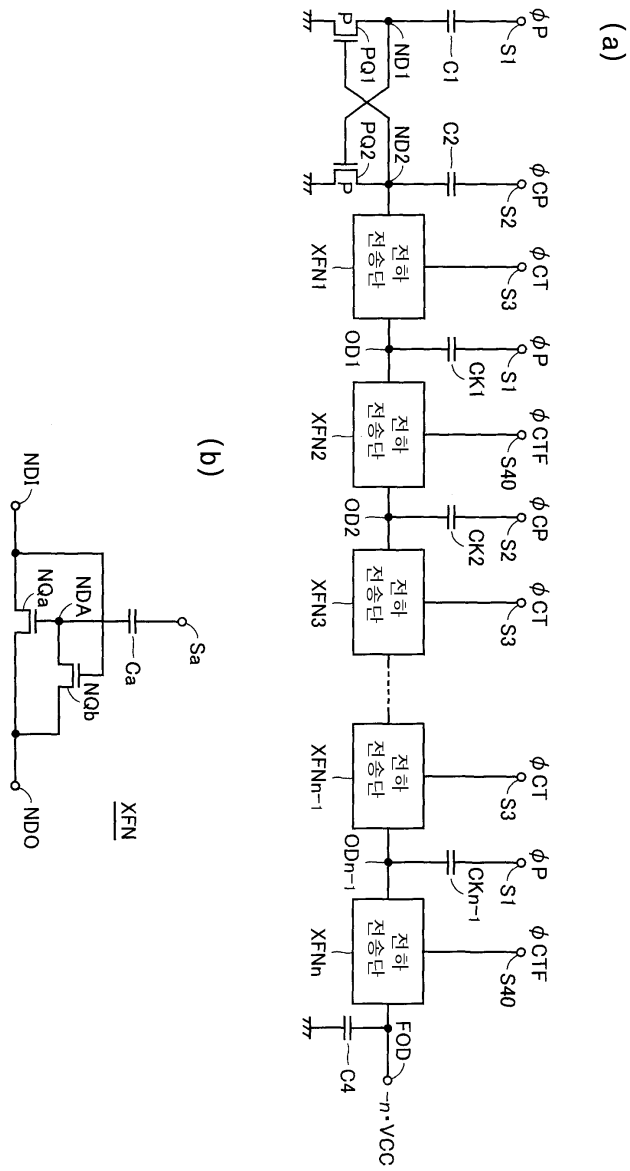 (a)
φP
S1
C1
ND1
PQ1
P
φCP
S2
C2
ND2
PQ2
P
φCT
S3
전하
전송단
XFN1
φP
S1
CK1
OD1
φCTF
S40
전하
전송단
XFN2
φCP
S2
CK2
OD2
φCT
S3
전하
전송단
XFN3
φCT
S3
전하
전송단
XFNn-1
φP
S1
CKn-1
ODn-1
φCTF
S40
전하
전송단
XFNn
FOD
C4
-n·VCC
(b)
NDI
NQa
NDA
Sa
Ca
NQb
NDO
XFN